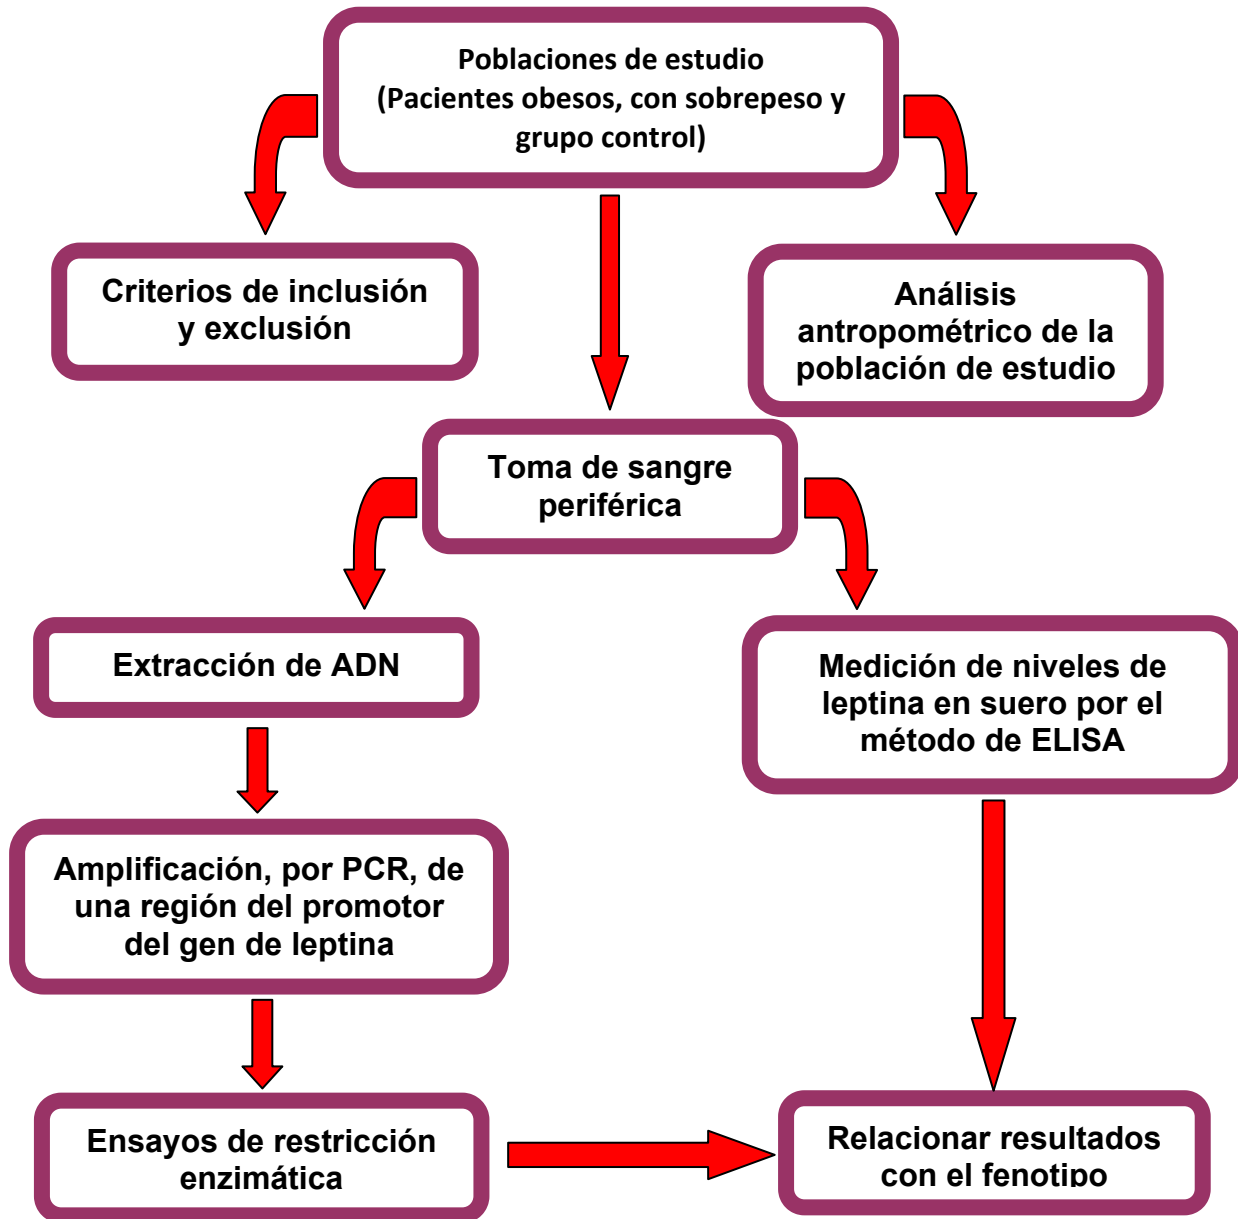 Poblaciones de estudio
(Pacientes obesos, con sobrepeso y
grupo control)
Criterios de inclusión
y exclusión
Análisis
antropométrico de la
población de estudio
Toma de sangre
periférica
Extracción de ADN
Medición de niveles de
leptina en suero por el
método de ELISA
Amplificación, por PCR, de
una región del promotor
del gen de leptina
Ensayos de restricción
enzimática
Relacionar resultados
con el fenotipo